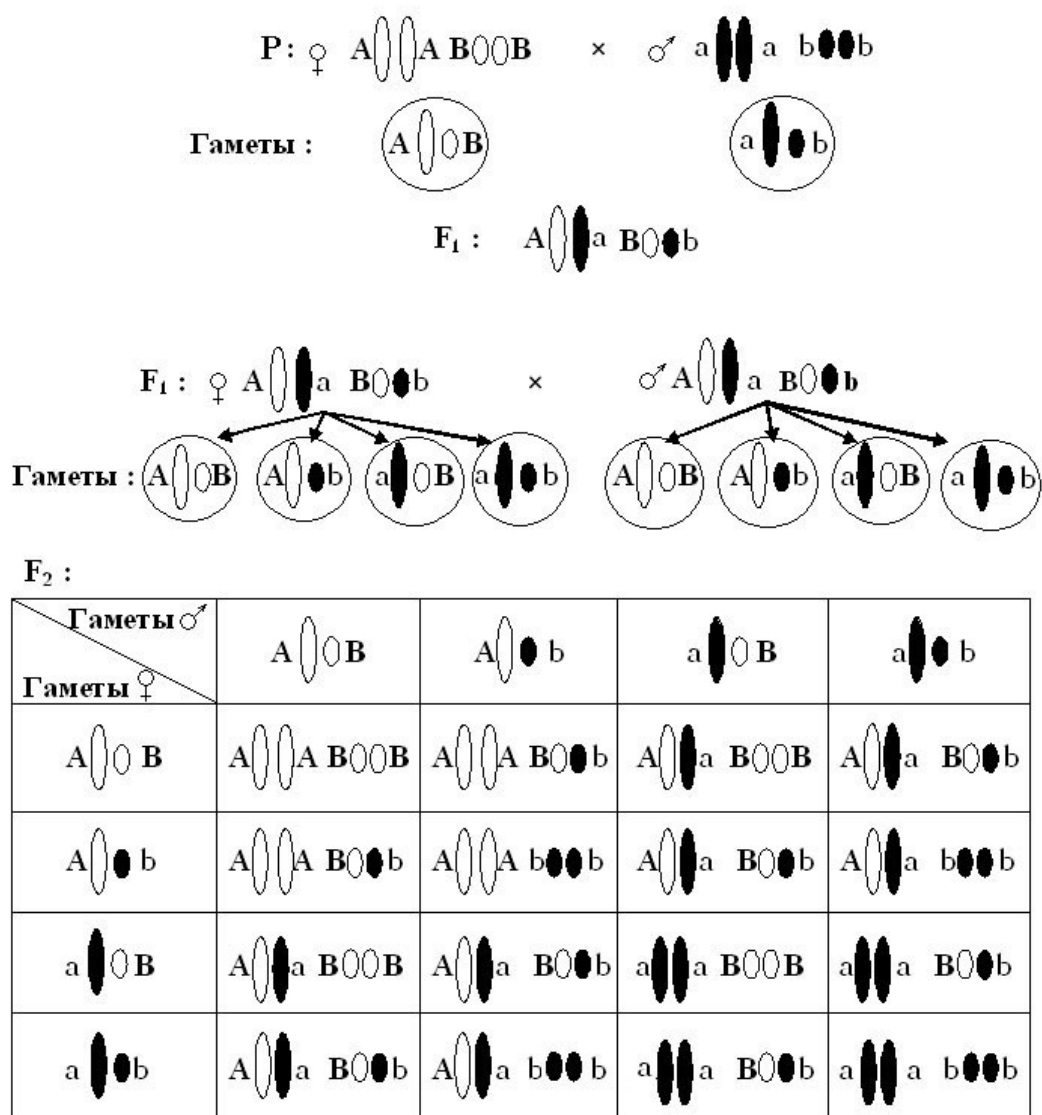 P: ♀ A A B B × ♂ a a b b
Гаметы : A B a b
F₁ : A a B b
F₁ : ♀ A a B b × ♂ A a B b
Гаметы : A B A b a B a b A B A b a B a b
F₂ :
Гаметы ♂
Гаметы ♀
A B A b a B a b
A B A A B B A A B b A a B B A a B b
A b A A B b A A b b A a B b A a b b
a B A a B B A a B b a a B B a a B b
a b A a B b A a b b a a B b a a b b